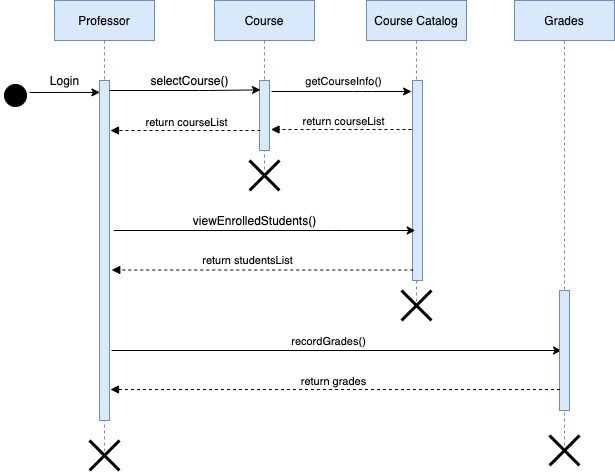 Professor
Course
Course Catalog
Grades
Login
selectCourse()
getCourseInfo()
return courseList
return courseList
viewEnrolledStudents()
return studentsList
recordGrades()
return grades